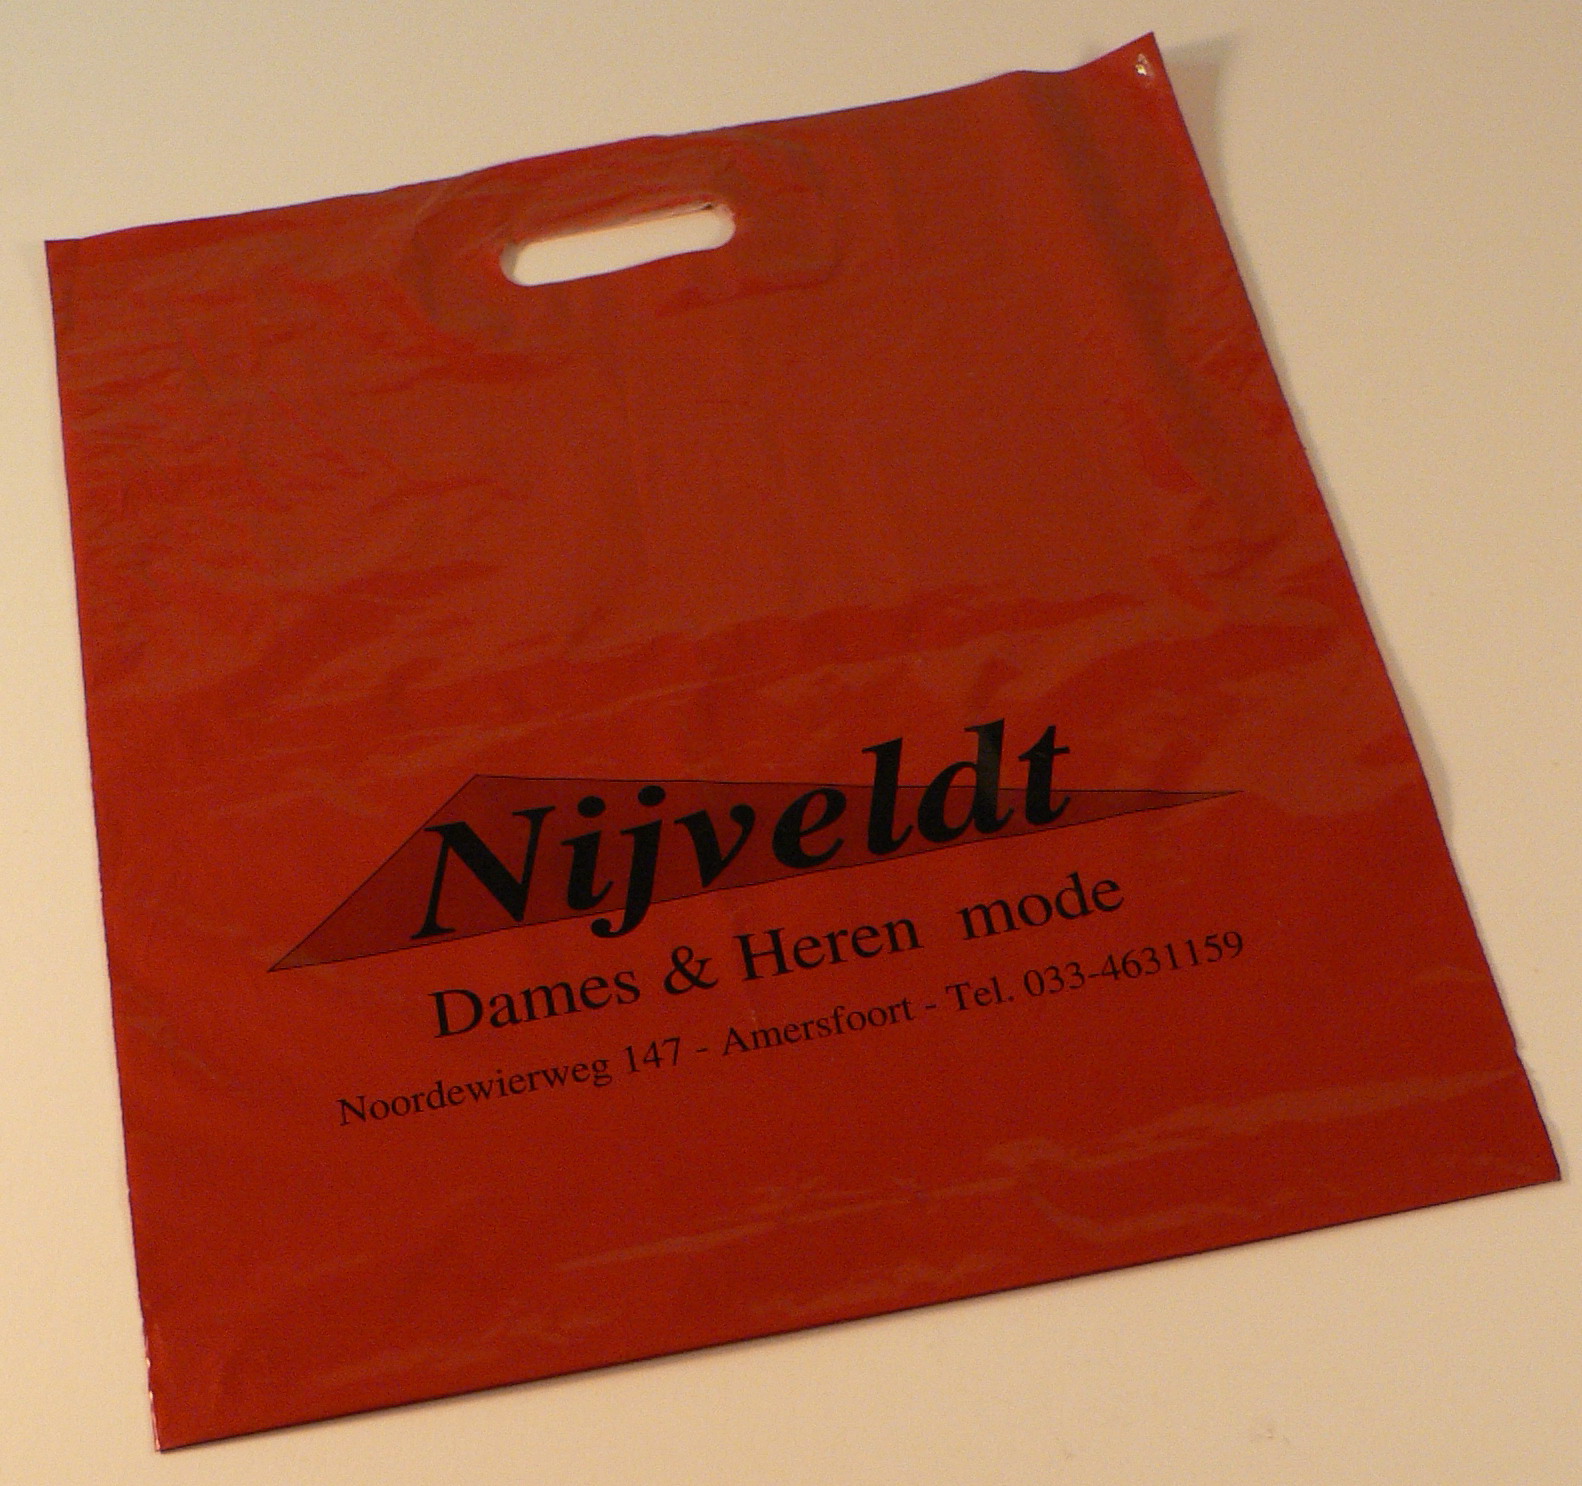 Nijveldt
Dames & Heren mode
Noordewierweg 147 - Amersfoort - Tel. 033-4631159